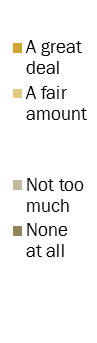 A great
deal
A fair
amount
Not too
much
None
at all